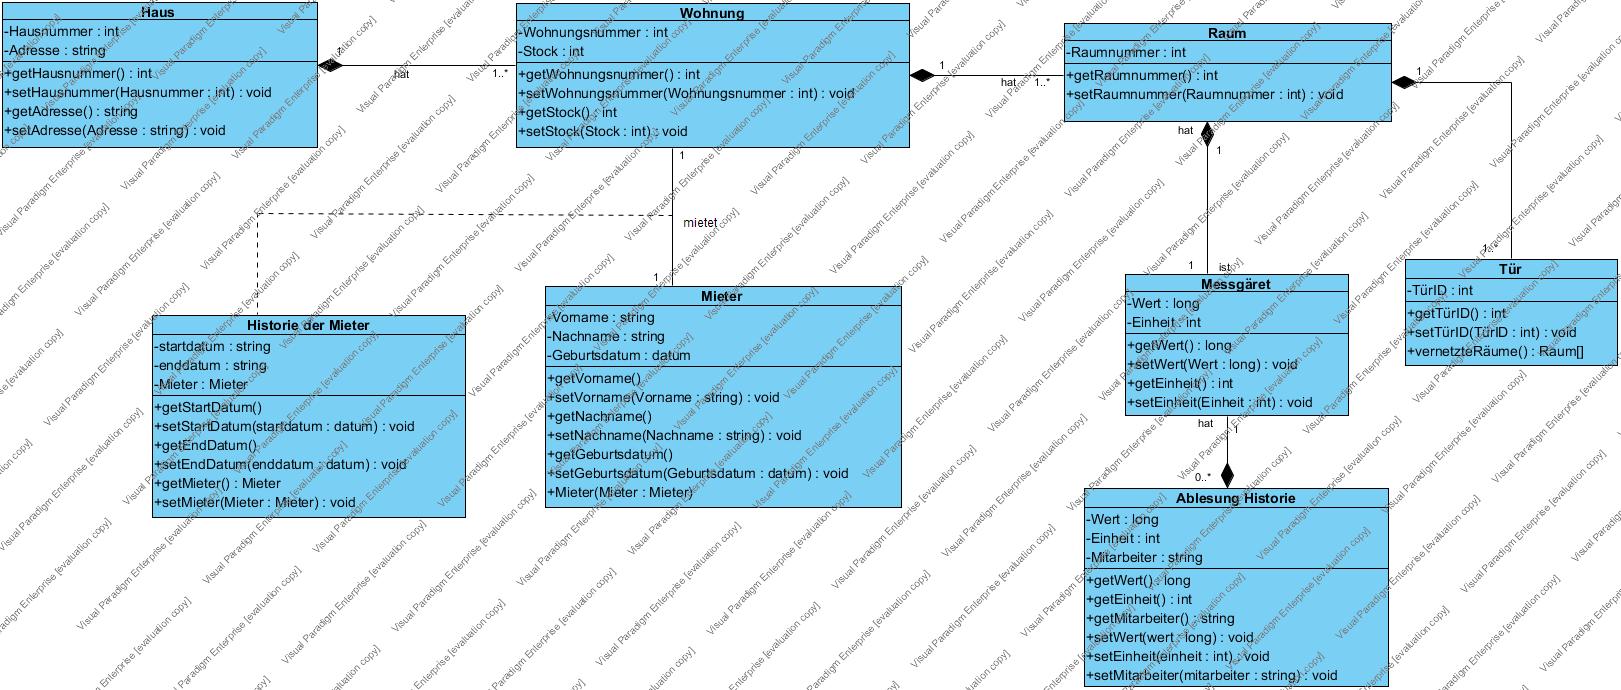 Haus
-Hausnummer : int
-Adresse : string
+getHausnummer() : int
+setHausnummer(Hausnummer : int) : void
+getAdresse() : string
+setAdresse(Adresse : string) : void
1
hat
1..*
Wohnung
-Wohnungsnummer : int
-Stock : int
+getWohnungsnummer() : int
+setWohnungsnummer(Wohnungsnummer : int) : void
+getStock() : int
+setStock(Stock : int) : void
1
hat
1..*
Raum
-Raumnummer : int
+getRaumnummer() : int
+setRaumnummer(Raumnummer : int) : void
1
hat
1
1
ist
1
mietet
1
Historie der Mieter
-startdatum : string
-enddatum : string
-Mieter : Mieter
+getStartDatum()
+setStartDatum(startdatum : datum) : void
+getEndDatum()
+setEndDatum(enddatum : datum) : void
+getMieter() : Mieter
+setMieter(Mieter : Mieter) : void
Mieter
-Vorname : string
-Nachname : string
-Geburtsdatum : datum
+getVorname()
+setVorname(Vorname : string) : void
+getNachname()
+setNachname(Nachname : string) : void
+getGeburtsdatum()
+setGeburtsdatum(Geburtsdatum : datum) : void
+Mieter(Mieter : Mieter)
Messgäret
-Wert : long
-Einheit : int
+getWert() : long
+setWert(Wert : long) : void
+getEinheit() : int
+setEinheit(Einheit : int) : void
Tür
-TürID : int
+getTürID() : int
+setTürID(TürID : int) : void
+vernetzteRäume() : Raum[]
hat
1
0..*
Ablesung Historie
-Wert : long
-Einheit : int
-Mitarbeiter : string
+getWert() : long
+getEinheit() : int
+getMitarbeiter() : string
+setWert(wert : long) : void
+setEinheit(einheit : int) : void
+setMitarbeiter(mitarbeiter : string) : void
Visual Paradigm Enterprise [evaluation copy]